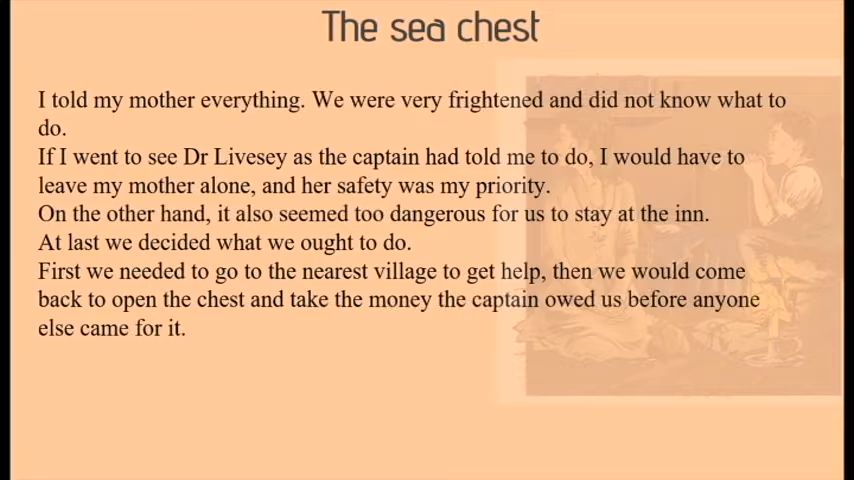 The sea chest
I told my mother everything. We were very frightened and did not know what to
do.
If I went to see Dr Livesey as the captain had told me to do, I would have to
leave my mother alone, and her safety was my priority.
On the other hand, it also seemed too dangerous for us to stay at the inn.
At last we decided what we ought to do.
First we needed to go to the nearest village to get help, then we would come
back to open the chest and take the money the captain owed us before anyone
else came for it.